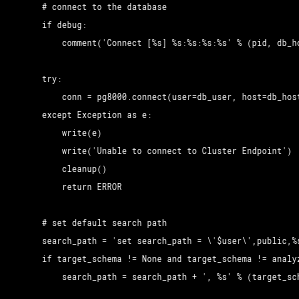 # connect to the database
if debug:
comment('Connect [%s] %s:%s:%s:%s' % (pid, db_ho
try:
conn = pg8000.connect(user=db_user, host=db_host
except Exception as e:
write(e)
write('Unable to connect to Cluster Endpoint')
cleanup()
return ERROR
# set default search path
search_path = 'set search_path = \'$user\',public,%s
if target_schema != None and target_schema != analyz
search_path = search_path + ', %s' % (target_sch